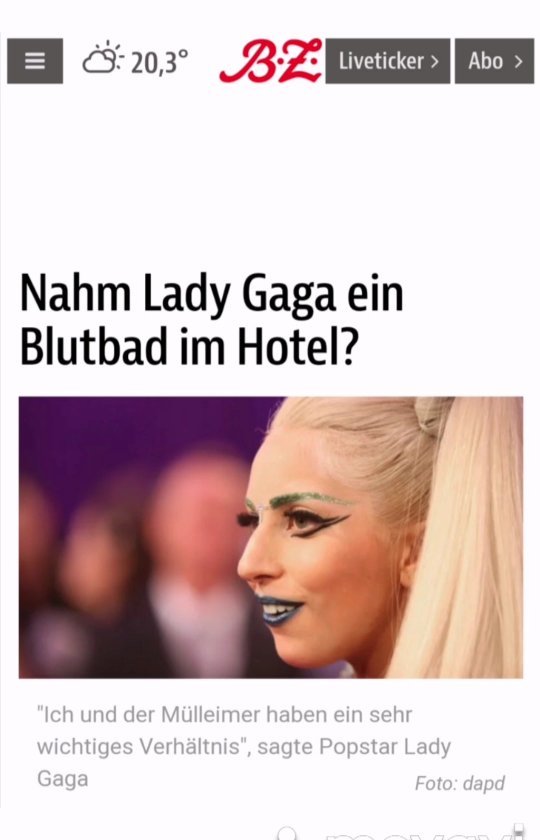 20,3° B.Z. Liveticker > Abo >
Nahm Lady Gaga ein
Blutbad im Hotel?
"Ich und der Mülleimer haben ein sehr
wichtiges Verhältnis", sagte Popstar Lady
Gaga
Foto: dapd